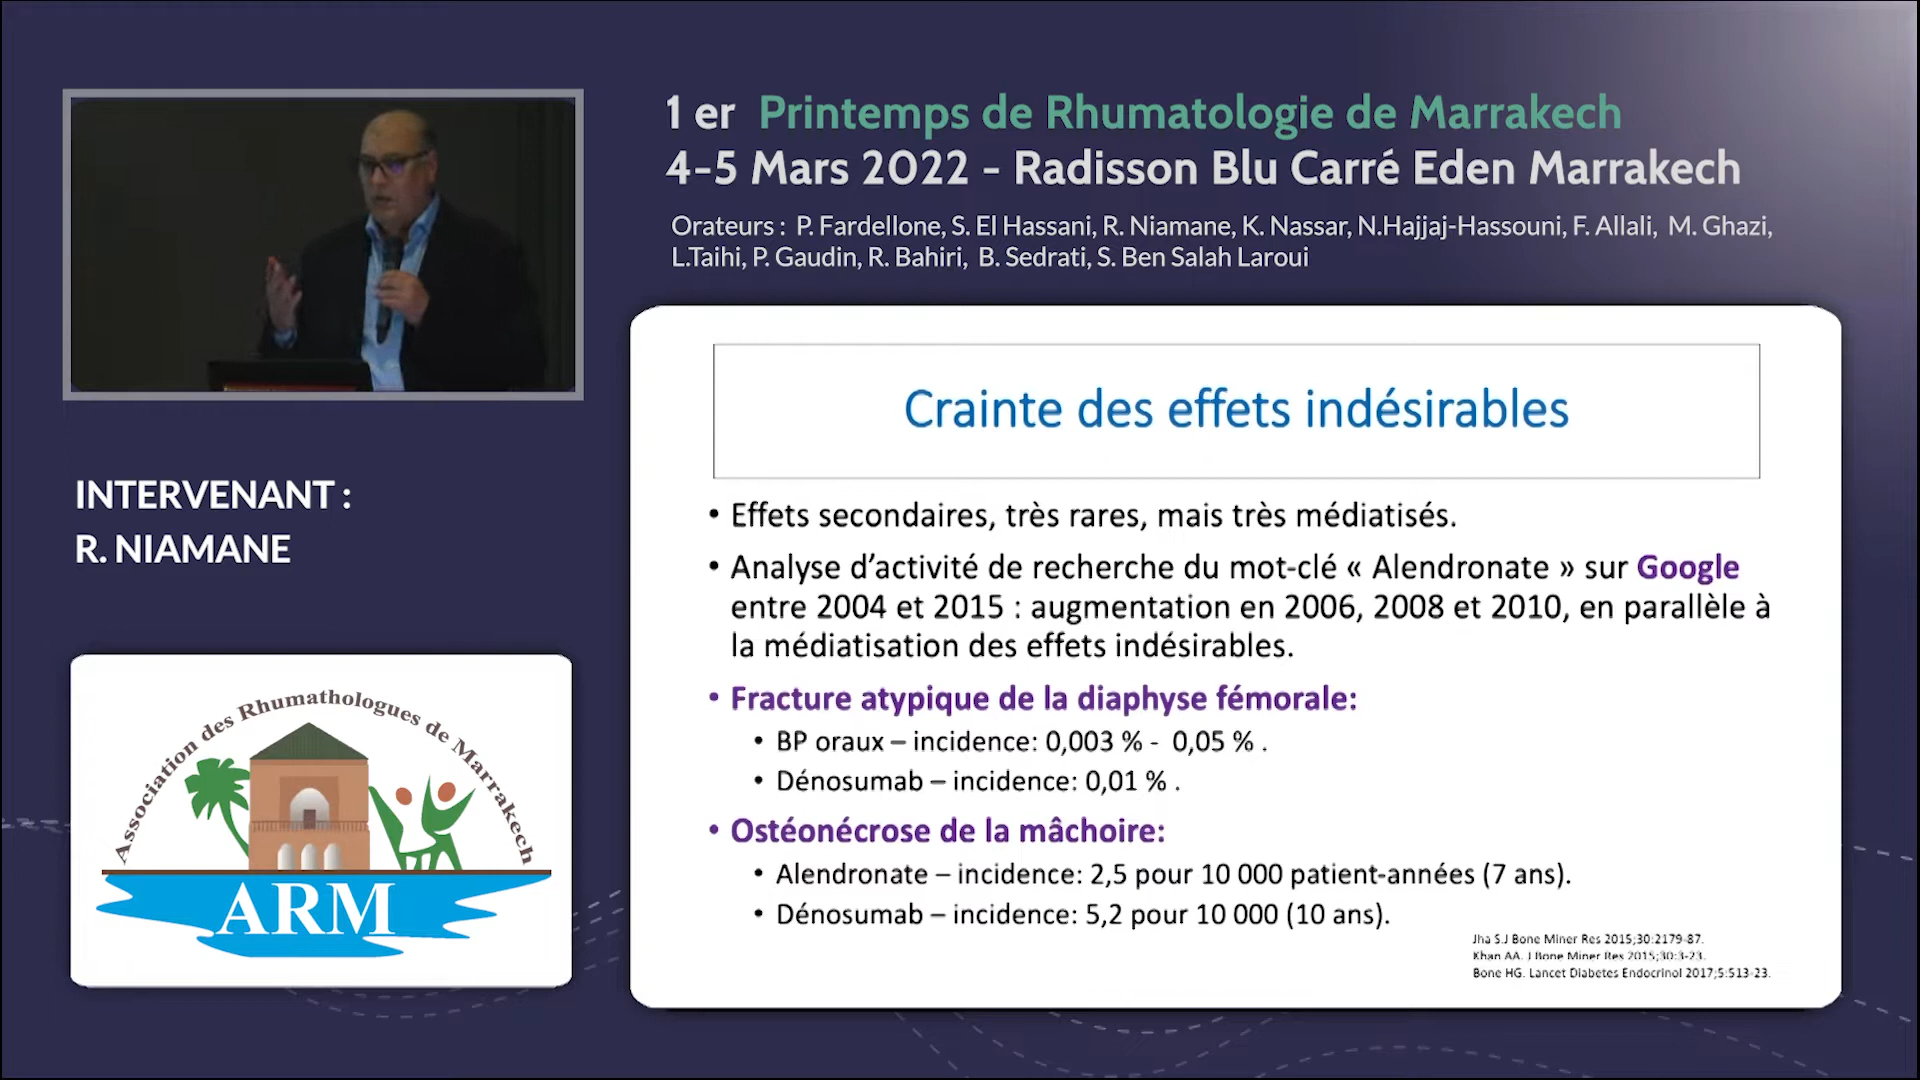 1 er Printemps de Rhumatologie de Marrakech
4-5 Mars 2022 - Radisson Blu Carré Eden Marrakech
Orateurs : P. Fardellone, S. El Hassani, R. Niamane, K. Nassar, N.Hajjaj-Hassouni, F. Allali, M. Ghazi,
L.Taihi, P. Gaudin, R. Bahiri, B. Sedrati, S. Ben Salah Laroui
INTERVENANT :
R. NIAMANE
Association des Rhumathologues de Marrakech
ARM
Crainte des effets indésirables
• Effets secondaires, très rares, mais très médiatisés.
• Analyse d’activité de recherche du mot-clé « Alendronate » sur Google
entre 2004 et 2015 : augmentation en 2006, 2008 et 2010, en parallèle à
la médiatisation des effets indésirables.
• Fracture atypique de la diaphyse fémorale:
• BP oraux – incidence: 0,003 % - 0,05 % .
• Dénosumab – incidence: 0,01 % .
• Ostéonécrose de la mâchoire:
• Alendronate – incidence: 2,5 pour 10 000 patient-années (7 ans).
• Dénosumab – incidence: 5,2 pour 10 000 (10 ans).
Jha S.J Bone Miner Res 2015;30:2179-87.
Khan AA. J Bone Miner Res 2015;30:3-23.
Bone HG. Lancet Diabetes Endocrinol 2017;5:513-23.